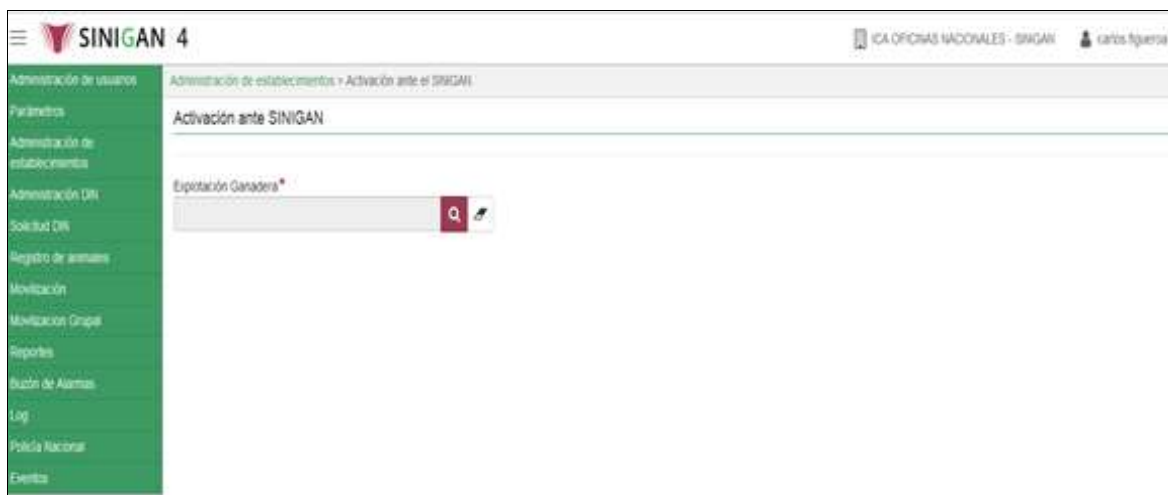 SINIGAN 4
ICA OFICINAS NACIONALES - SINIGAN
carlos.figueroa
Administración de usuarios
Administración de establecimientos > Activación ante el SINIGAN
Parámetros
Activación ante SINIGAN
Administración de
establecimientos
Administración DIN
Explotación Ganadera*
Solicitud DIN
Registro de animales
Movilización
Movilizacion Grupal
Reportes
Buzón de Alarmas
Log
Policía Nacional
Eventos